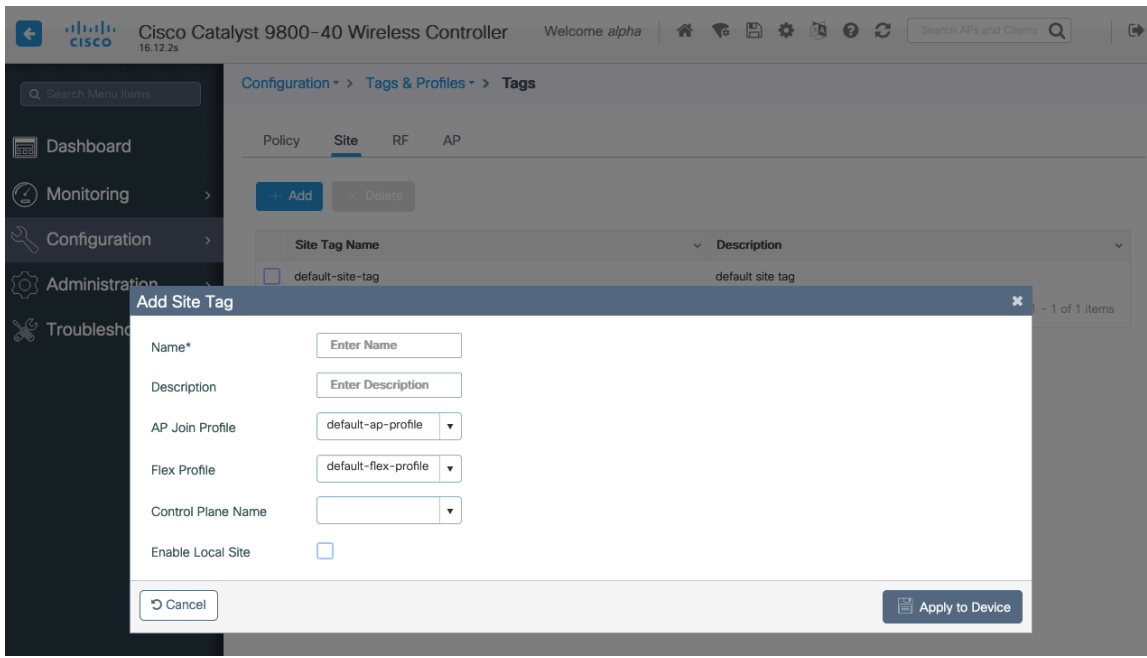 CISCO
Cisco Catalyst 9800-40 Wireless Controller
16.12.2s
Welcome alpha
Search APs and Clients
Search Menu Items
Configuration > Tags & Profiles > Tags
Dashboard
Monitoring
Configuration
Administration
Policy Site RF AP
+ Add × Delete
Site Tag Name Description
default-site-tag default site tag
1 - 1 of 1 items
Add Site Tag
Name* Enter Name
Description Enter Description
AP Join Profile default-ap-profile
Flex Profile default-flex-profile
Control Plane Name
Enable Local Site
Cancel Apply to Device